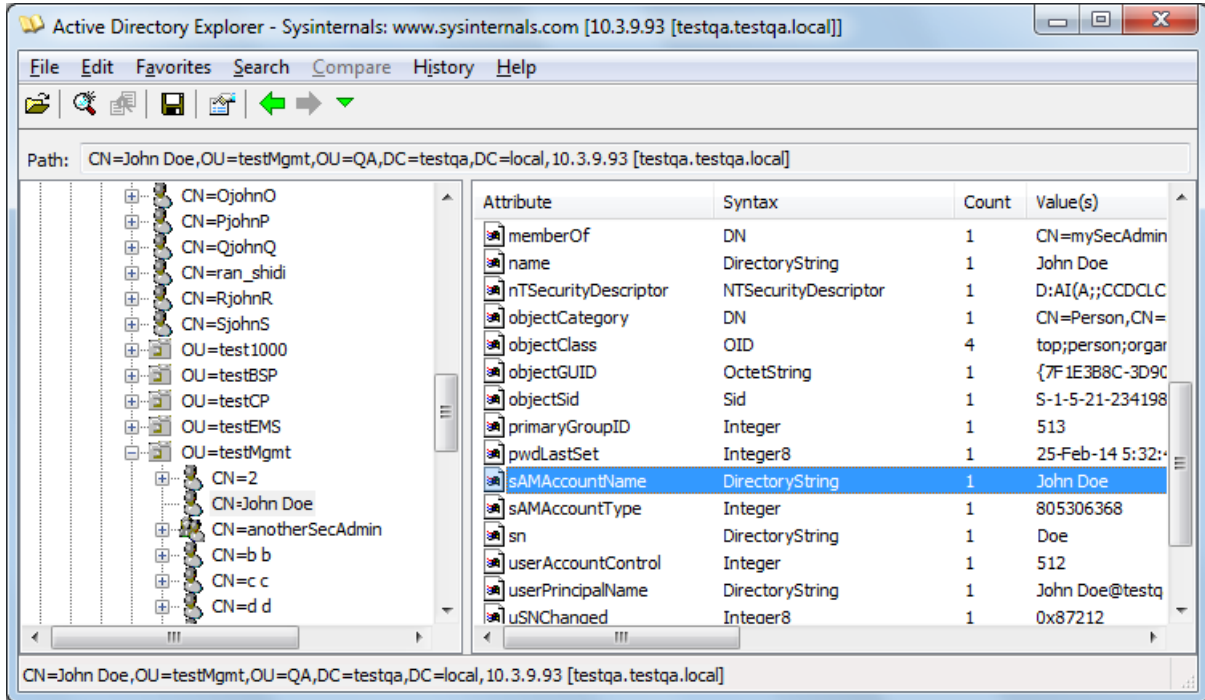 Active Directory Explorer - Sysinternals: www.sysinternals.com [10.3.9.93 [testqa.testqa.local]]
File Edit Favorites Search Compare History Help
Path: CN=John Doe,OU=testMgmt,OU=QA,DC=testqa,DC=local,10.3.9.93 [testqa.testqa.local]
CN=OjohnO
CN=PjohnP
CN=QjohnQ
CN=ran_shidi
CN=RjohnR
CN=SjohnS
OU=test1000
OU=testBSP
OU=testCP
OU=testEMS
OU=testMgmt
CN=2
CN=John Doe
CN=anotherSecAdmin
CN=b b
CN=c c
CN=d d
Attribute Syntax Count Value(s)
memberOf DN 1 CN=mySecAdmin
name DirectoryString 1 John Doe
nTSecurityDescriptor NTSecurityDescriptor 1 D:AI(A;;CCDCLC
objectCategory DN 1 CN=Person,CN=
objectClass OID 4 top;person;organ
objectGUID OctetString 1 {7F1E3B8C-3D90
objectSid Sid 1 S-1-5-21-234198
primaryGroupID Integer 1 513
pwdLastSet Integer8 1 25-Feb-14 5:32:4
sAMAccountName DirectoryString 1 John Doe
sAMAccountType Integer 1 805306368
sn DirectoryString 1 Doe
userAccountControl Integer 1 512
userPrincipalName DirectoryString 1 John Doe@testq
uSNChanged Integer8 1 0x87212
CN=John Doe,OU=testMgmt,OU=QA,DC=testqa,DC=local,10.3.9.93 [testqa.testqa.local]